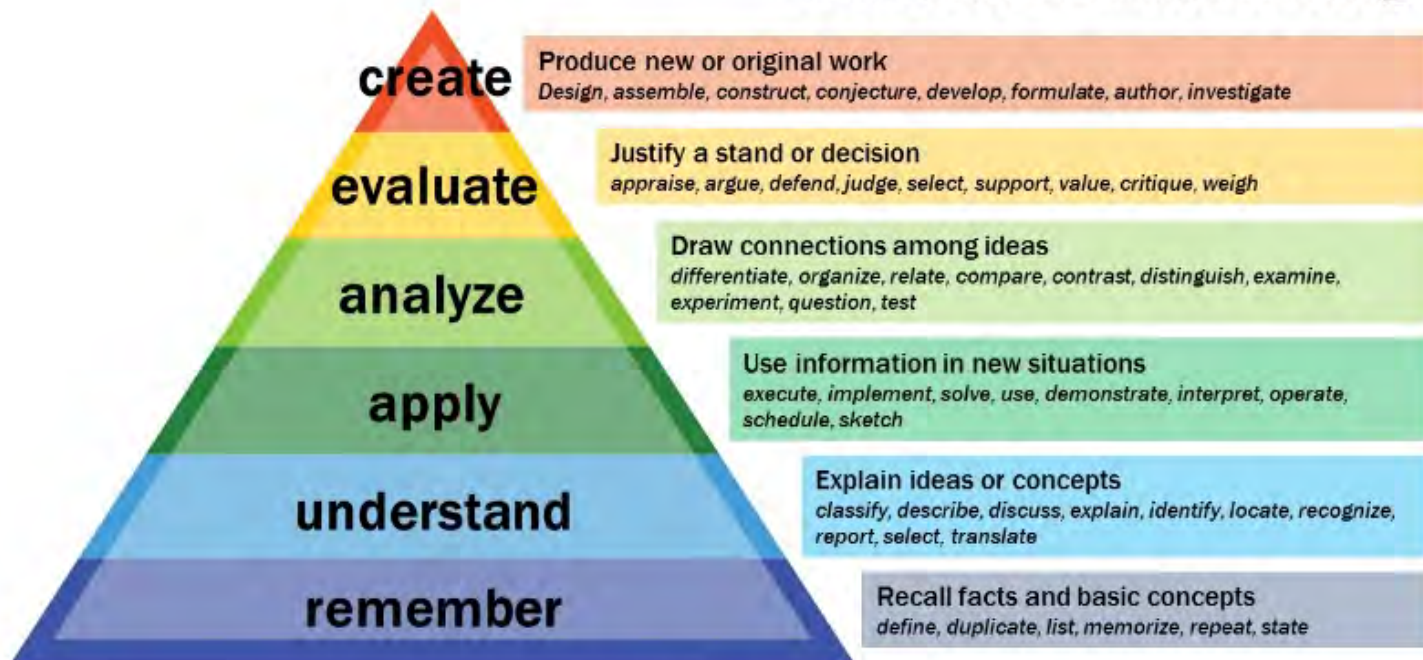 create
Produce new or original work
Design, assemble, construct, conjecture, develop, formulate, author, investigate
evaluate
Justify a stand or decision
appraise, argue, defend, judge, select, support, value, critique, weigh
analyze
Draw connections among ideas
differentiate, organize, relate, compare, contrast, distinguish, examine,
experiment, question, test
apply
Use information in new situations
execute, implement, solve, use, demonstrate, interpret, operate,
schedule, sketch
understand
Explain ideas or concepts
classify, describe, discuss, explain, identify, locate, recognize,
report, select, translate
remember
Recall facts and basic concepts
define, duplicate, list, memorize, repeat, state